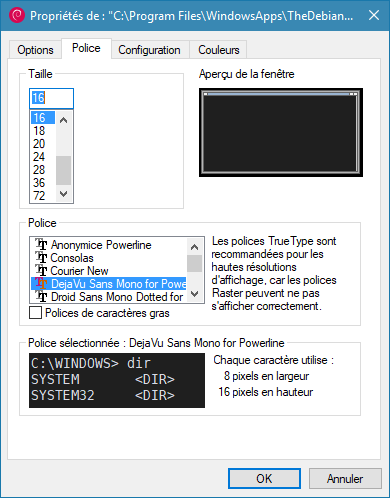 Propriétés de : "C:\Program Files\WindowsApps\TheDebian...
Options Police Configuration Couleurs
Taille
16
16
18
20
24
28
36
72
Aperçu de la fenêtre
Police
Anonymice Powerline
Consolas
Courier New
DejaVu Sans Mono for Powe
Droid Sans Mono Dotted for
Polices de caractères gras
Les polices TrueType sont
recommandées pour les
hautes résolutions
d'affichage, car les polices
Raster peuvent ne pas
s'afficher correctement.
Police sélectionnée : DejaVu Sans Mono for Powerline
C:\WINDOWS> dir
SYSTEM <DIR>
SYSTEM32 <DIR>
Chaque caractère utilise :
8 pixels en largeur
16 pixels en hauteur
OK Annuler